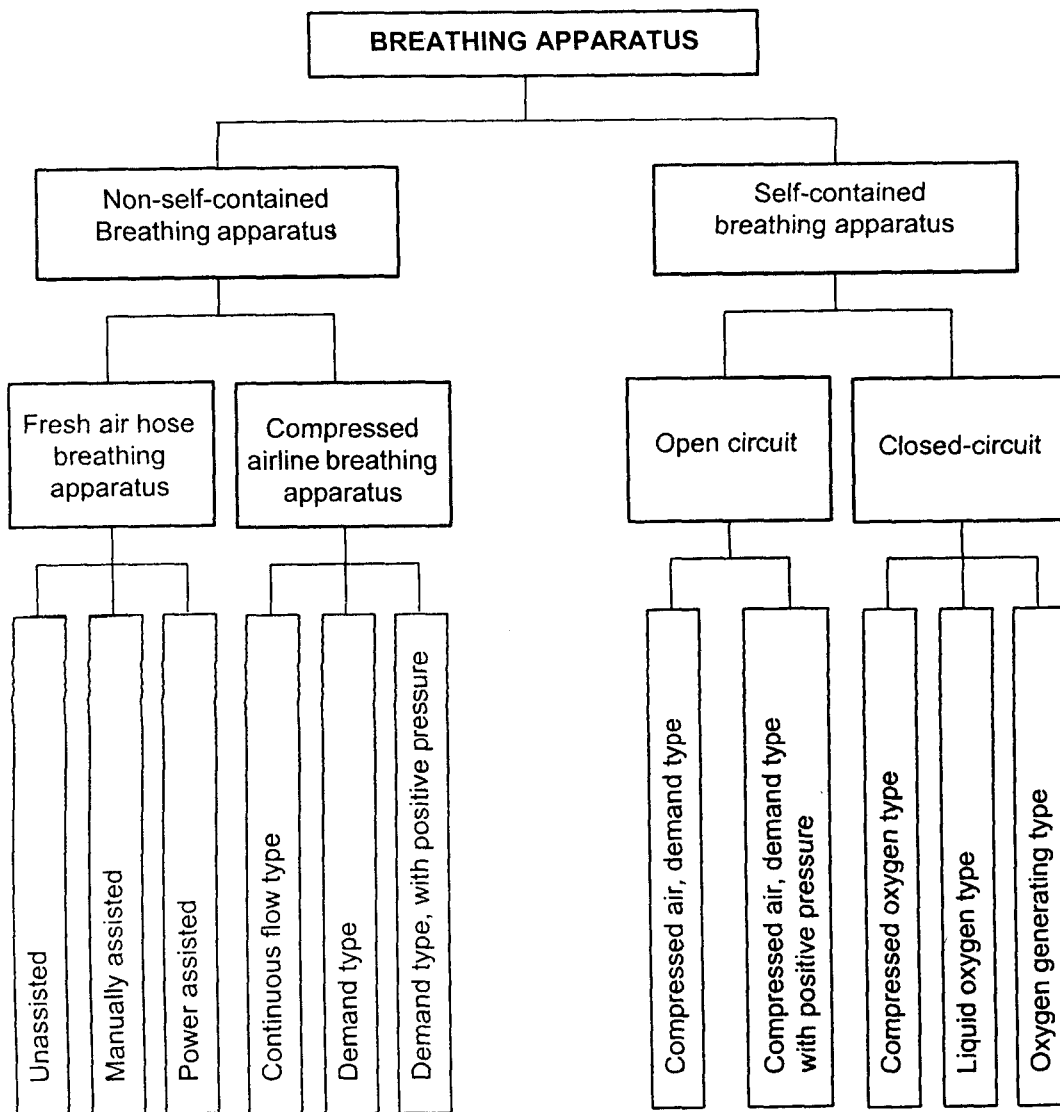 BREATHING APPARATUS
Non-self-contained
Breathing apparatus
Self-contained
breathing apparatus
Fresh air hose
breathing
apparatus
Compressed
airline breathing
apparatus
Open circuit
Closed-circuit
Unassisted
Manually assisted
Power assisted
Continuous flow type
Demand type
Demand type, with positive pressure
Compressed air, demand type
Compressed air, demand type
with positive pressure
Compressed oxygen type
Liquid oxygen type
Oxygen generating type